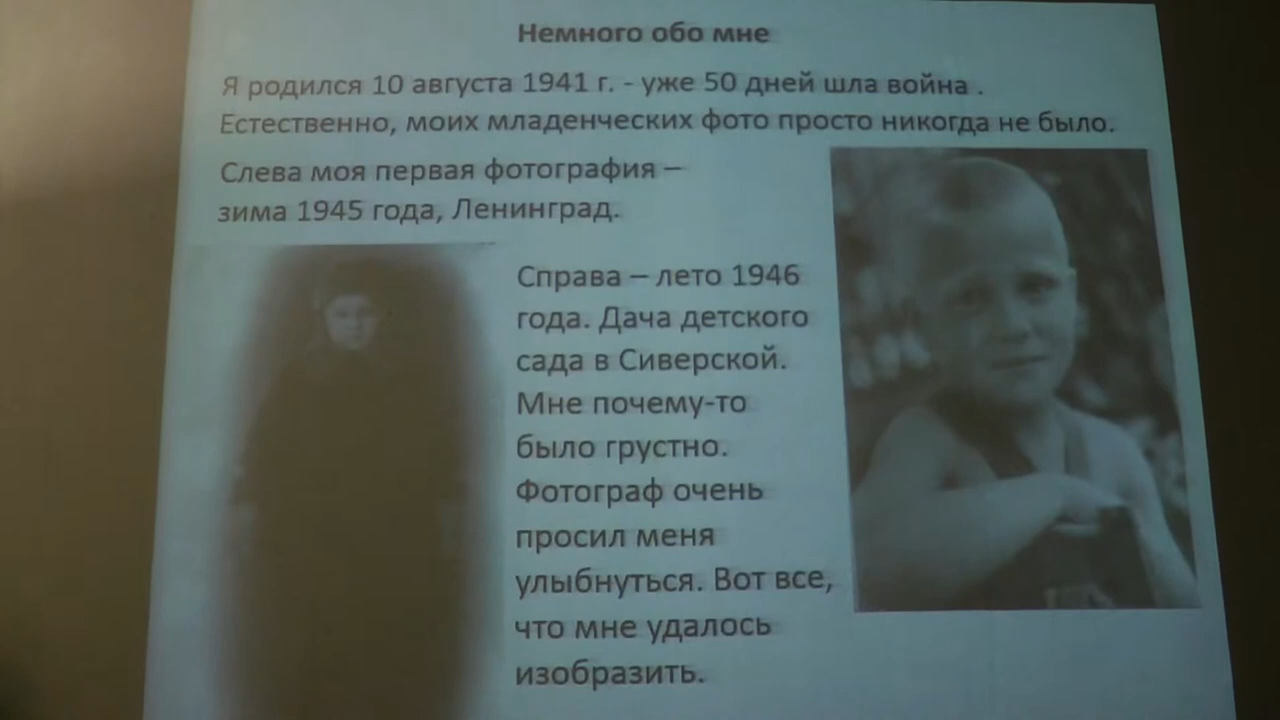 Немного обо мне
Я родился 10 августа 1941 г. - уже 50 дней шла война .
Естественно, моих младенческих фото просто никогда не было.
Слева моя первая фотография –
зима 1945 года, Ленинград.
Справа – лето 1946
года. Дача детского
сада в Сиверской.
Мне почему-то
было грустно.
Фотограф очень
просил меня
улыбнуться. Вот все,
что мне удалось
изобразить.